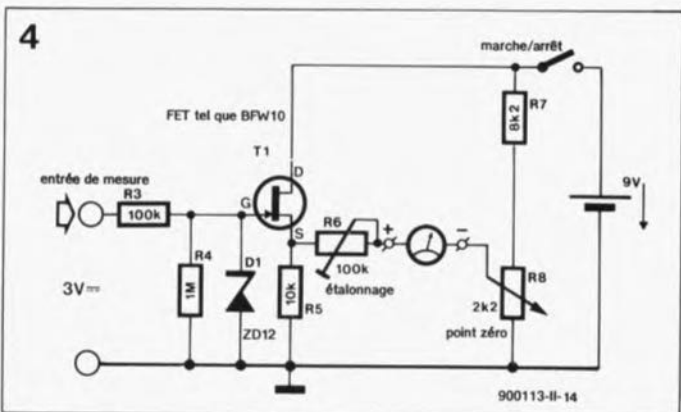 4
marche/arrêt
FET tel que BFW10
R7
8k2
T1
D
entrée de mesure
R3
100k
G
S
R6
+
−
9V
R4
1M
D1
100k
étalonnage
R8
3V⎓
10k
R5
2k2
ZD12
point zéro
900113-II-14